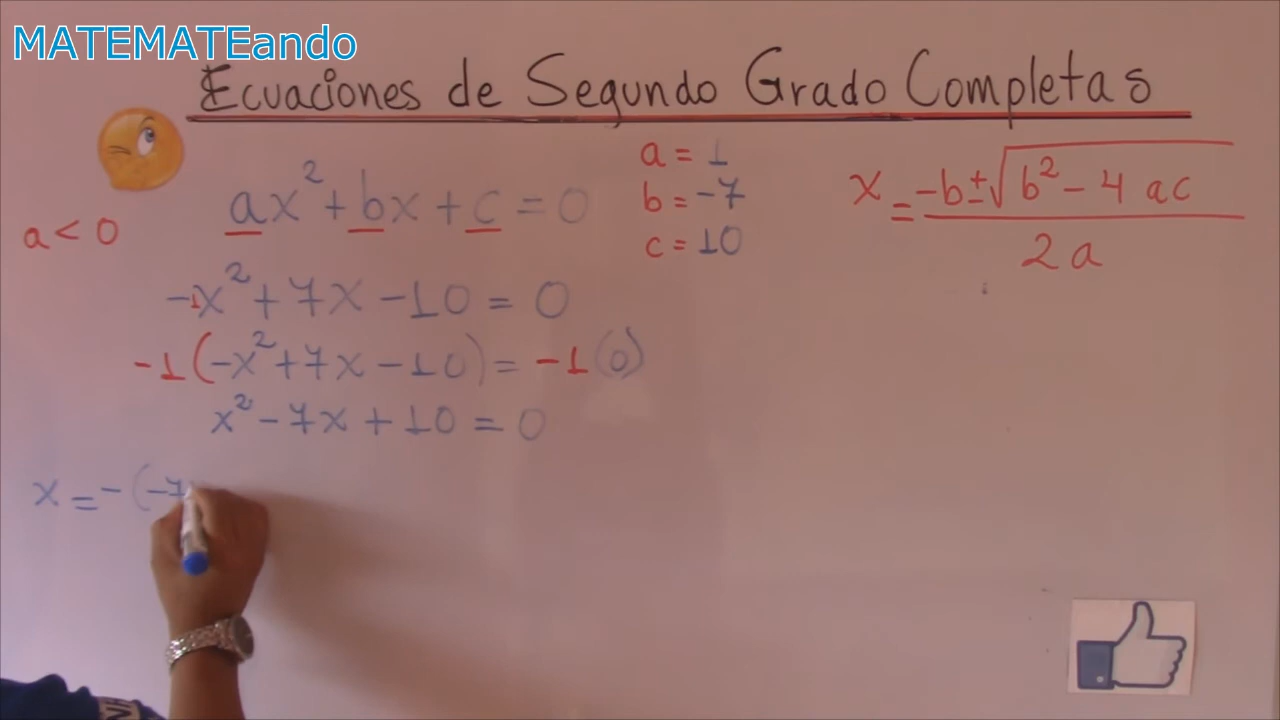 MATEMATEando
Ecuaciones de Segundo Grado Completas
ax²+bx+c=0
a<0
a=1
b=-7
c=10
x=-b±√b²-4ac
2a
-1x²+7x-10=0
-1(-x²+7x-10)=-1(0)
x²-7x+10=0
x=-(-7